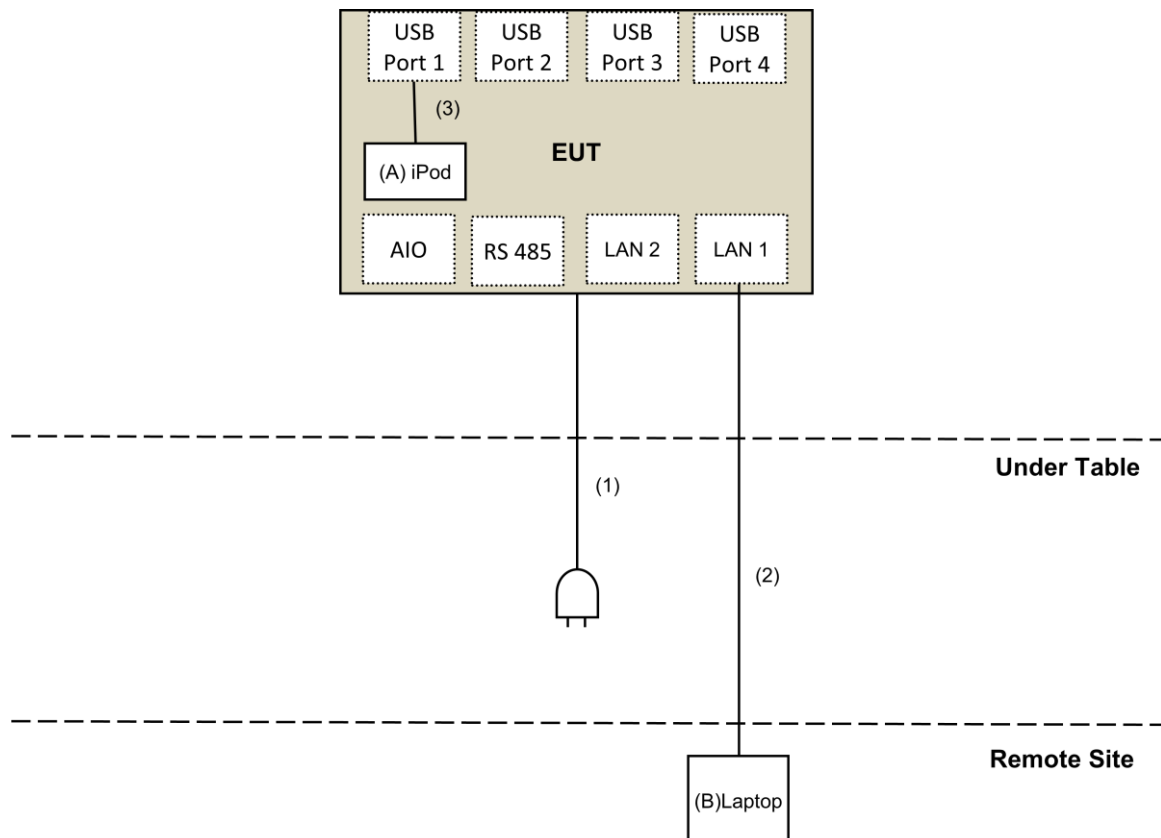 USB
Port 1
USB
Port 2
USB
Port 3
USB
Port 4
(3)
EUT
(A) iPod
AIO
RS 485
LAN 2
LAN 1
Under Table
(1)
(2)
Remote Site
(B)Laptop